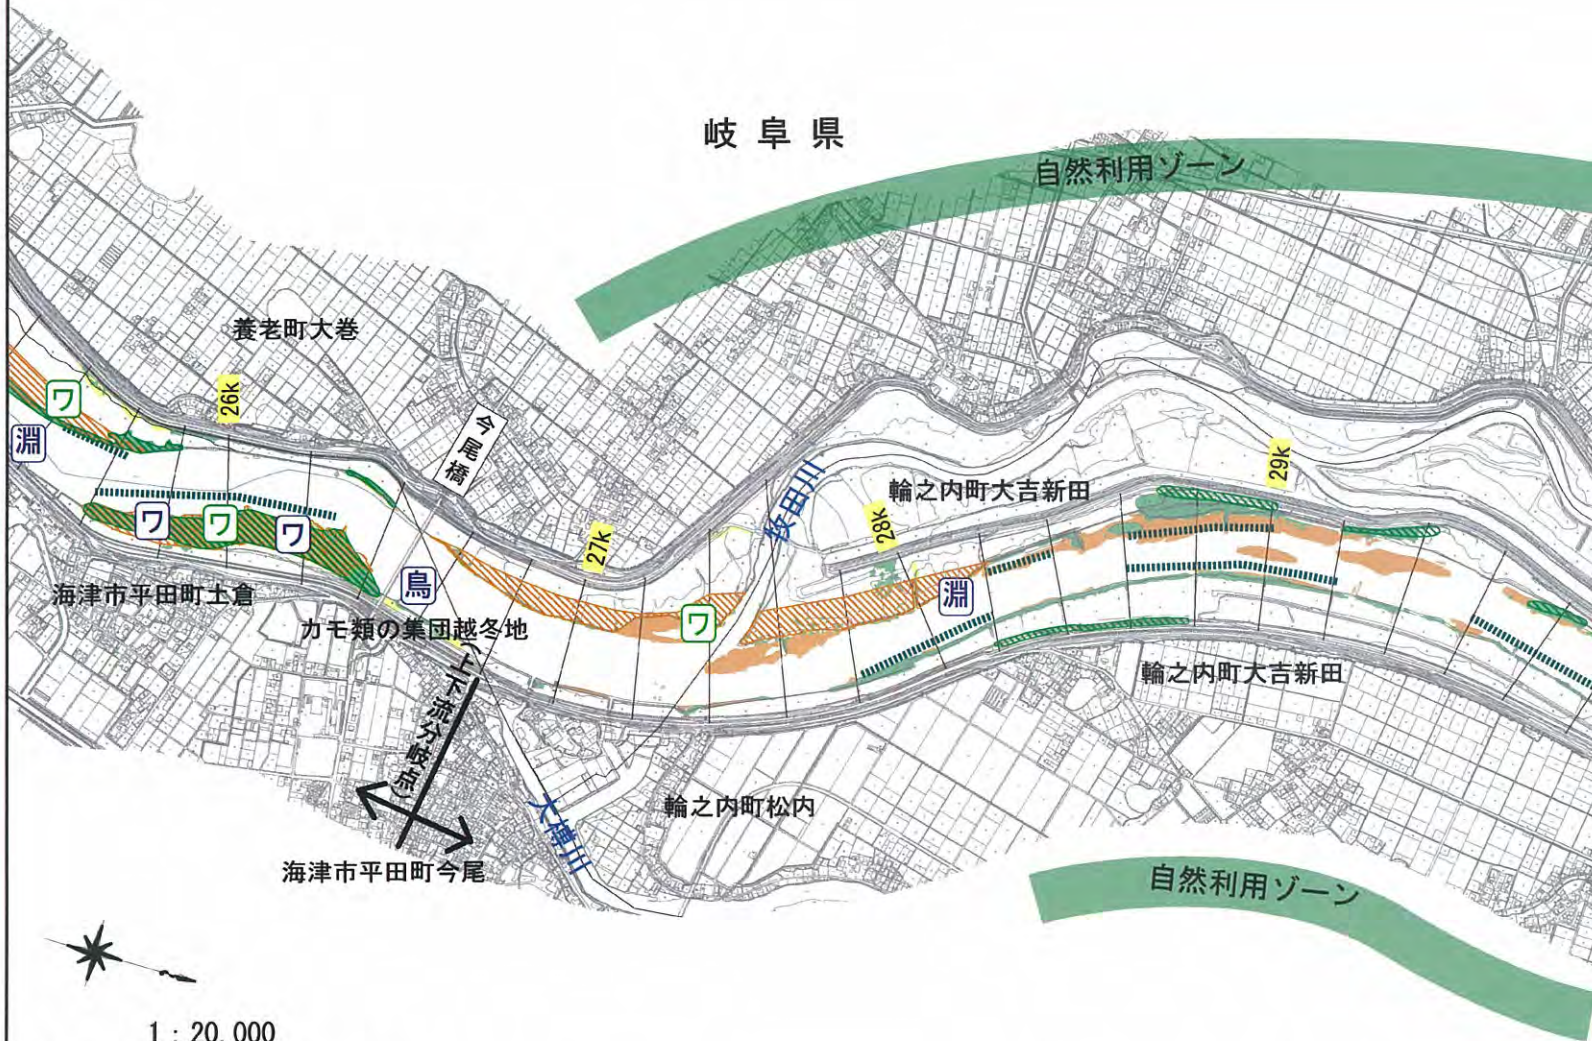 岐阜県
自然利用ゾーン
養老町大巻
26k
ワ
淵
今尾橋
牧田川
輪之内町大吉新田
29k
28k
27k
ワ
ワ
ワ
鳥
淵
ワ
海津市平田町土倉
カモ類の集団越冬地
(上下流分岐点)
輪之内町大吉新田
大榑川
輪之内町松内
海津市平田町今尾
自然利用ゾーン
1:20,000